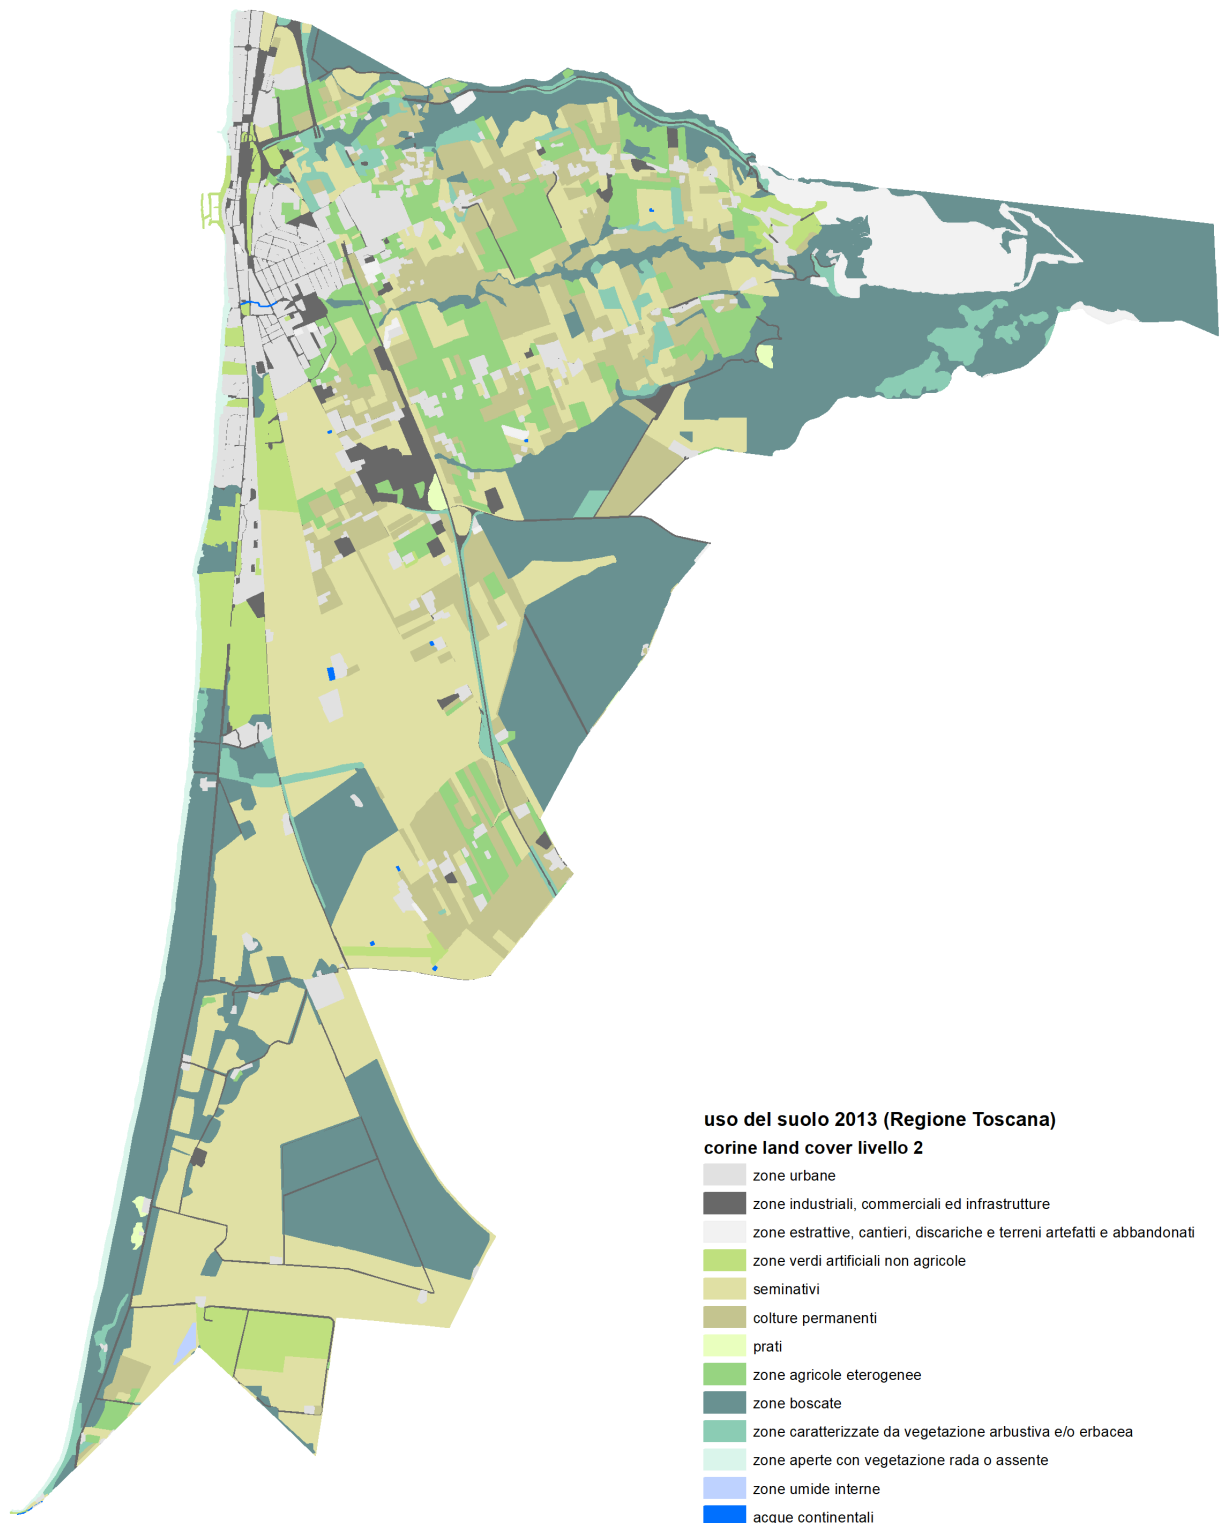 uso del suolo 2013 (Regione Toscana)
corine land cover livello 2
zone urbane
zone industriali, commerciali ed infrastrutture
zone estrattive, cantieri, discariche e terreni artefatti e abbandonati
zone verdi artificiali non agricole
seminativi
colture permanenti
prati
zone agricole eterogenee
zone boscate
zone caratterizzate da vegetazione arbustiva e/o erbacea
zone aperte con vegetazione rada o assente
zone umide interne
acque continentali